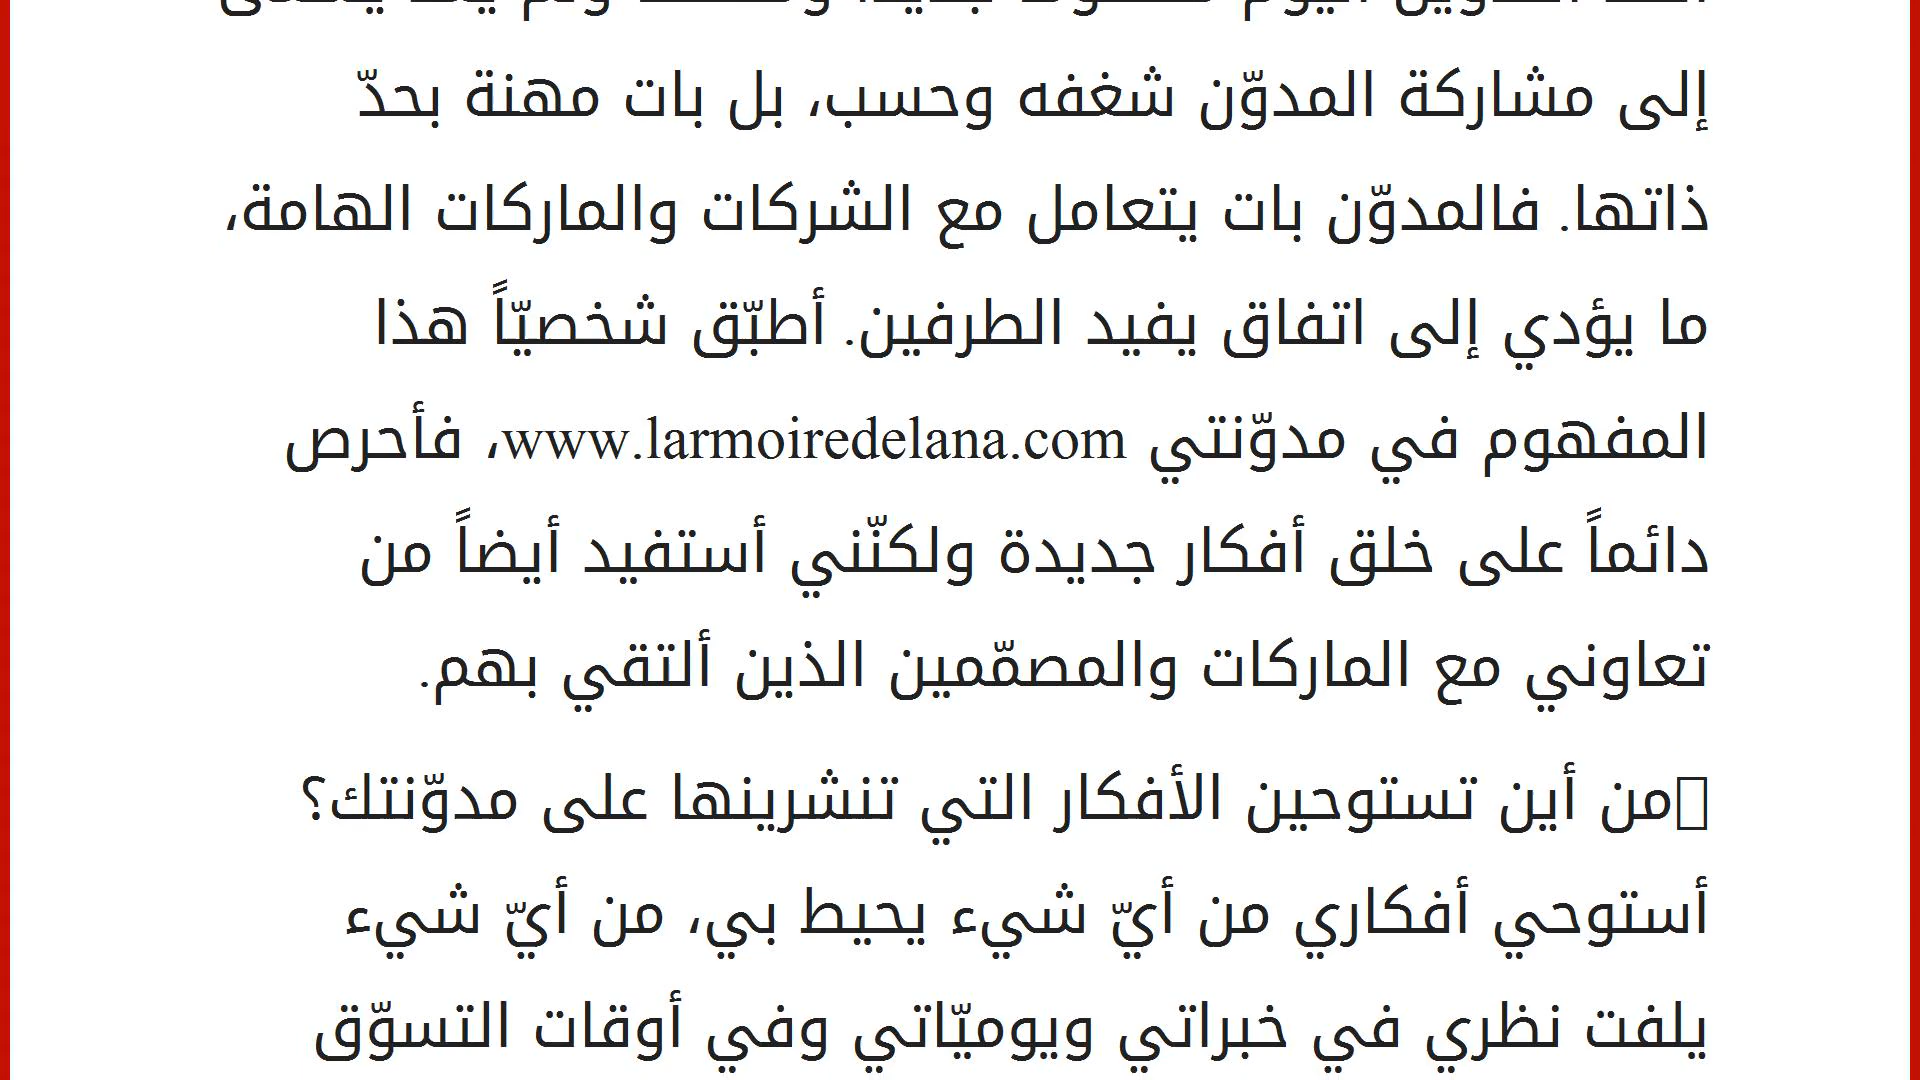 إلى مشاركة المدوّن شغفه وحسب، بل بات مهنة بحدّ
ذاتها. فالمدوّن بات يتعامل مع الشركات والماركات الهامة،
ما يؤدي إلى اتفاق يفيد الطرفين. أطبّق شخصيّاً هذا
المفهوم في مدوّنتي www.larmoiredelana.com، فأحرص
دائماً على خلق أفكار جديدة ولكنّني أستفيد أيضاً من
تعاوني مع الماركات والمصمّمين الذين ألتقي بهم.
من أين تستوحين الأفكار التي تنشرينها على مدوّنتك؟
أستوحي أفكاري من أيّ شيء يحيط بي، من أيّ شيء
يلفت نظري في خبراتي ويوميّاتي وفي أوقات التسوّق